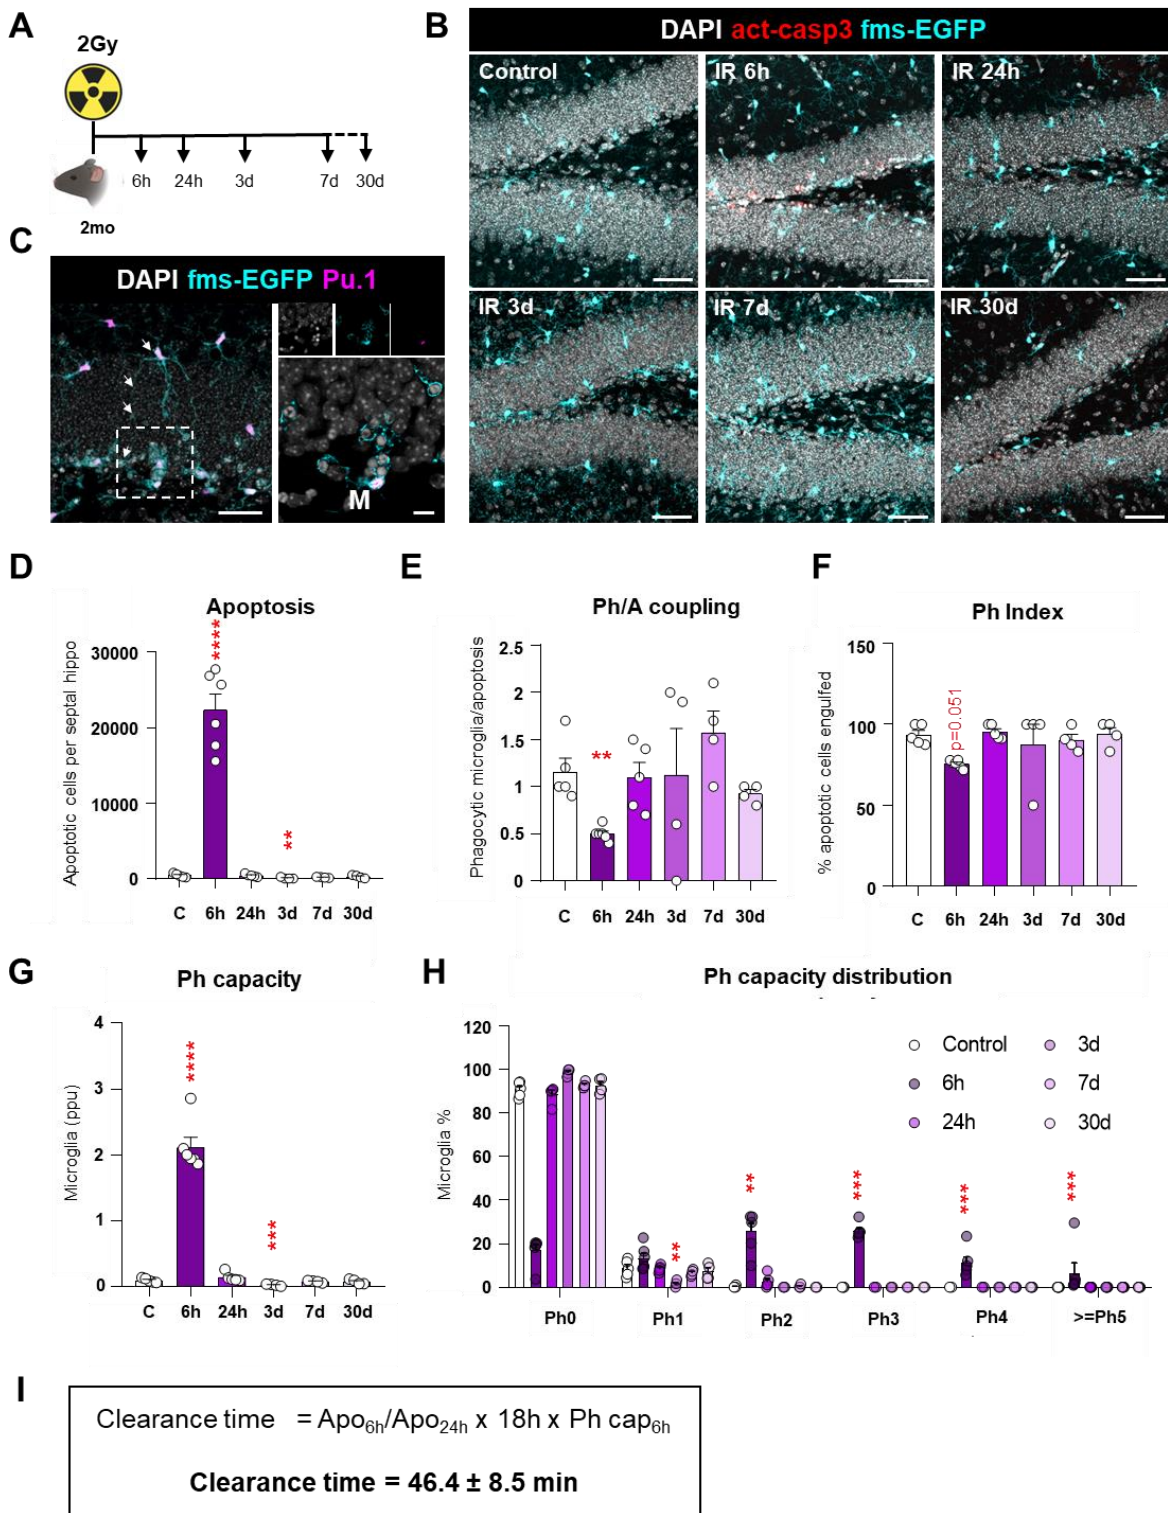 A
2Gy
6h 24h 3d 7d 30d
2mo
B
DAPI act-casp3 fms-EGFP
Control IR 6h IR 24h
IR 3d IR 7d IR 30d
C
DAPI fms-EGFP Pu.1
M
D
Apoptosis
Apoptotic cells per septal hippo
30000
20000
10000
0
****
**
C 6h 24h 3d 7d 30d
E
Ph/A coupling
Phagocytic microglia/apoptosis
2.5
2
1.5
1
0.5
0
**
C 6h 24h 3d 7d 30d
F
Ph Index
% apoptotic cells engulfed
150
100
50
0
p=0.051
C 6h 24h 3d 7d 30d
G
Ph capacity
Microglia (ppu)
4
3
2
1
0
****
***
C 6h 24h 3d 7d 30d
H
Ph capacity distribution
Microglia %
120
100
80
60
40
20
0
Control 3d
6h 7d
24h 30d
**
**
***
***
***
Ph0 Ph1 Ph2 Ph3 Ph4 >=Ph5
I
Clearance time = Apo6h/Apo24h x 18h x Ph cap6h
Clearance time = 46.4 ± 8.5 min